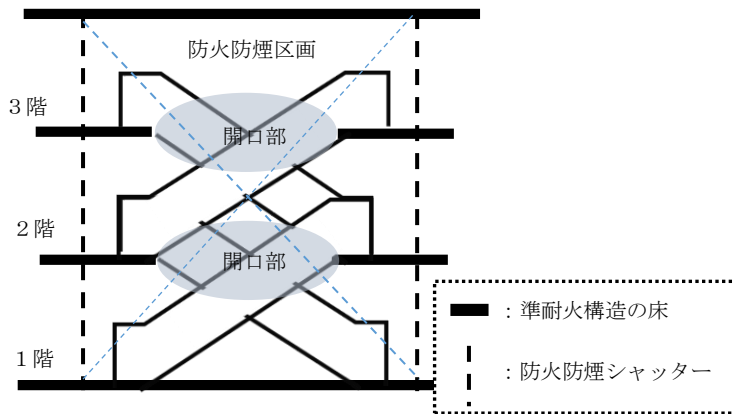 防火防煙区画
3階
開口部
2階
開口部
：準耐火構造の床
1階
：防火防煙シャッター